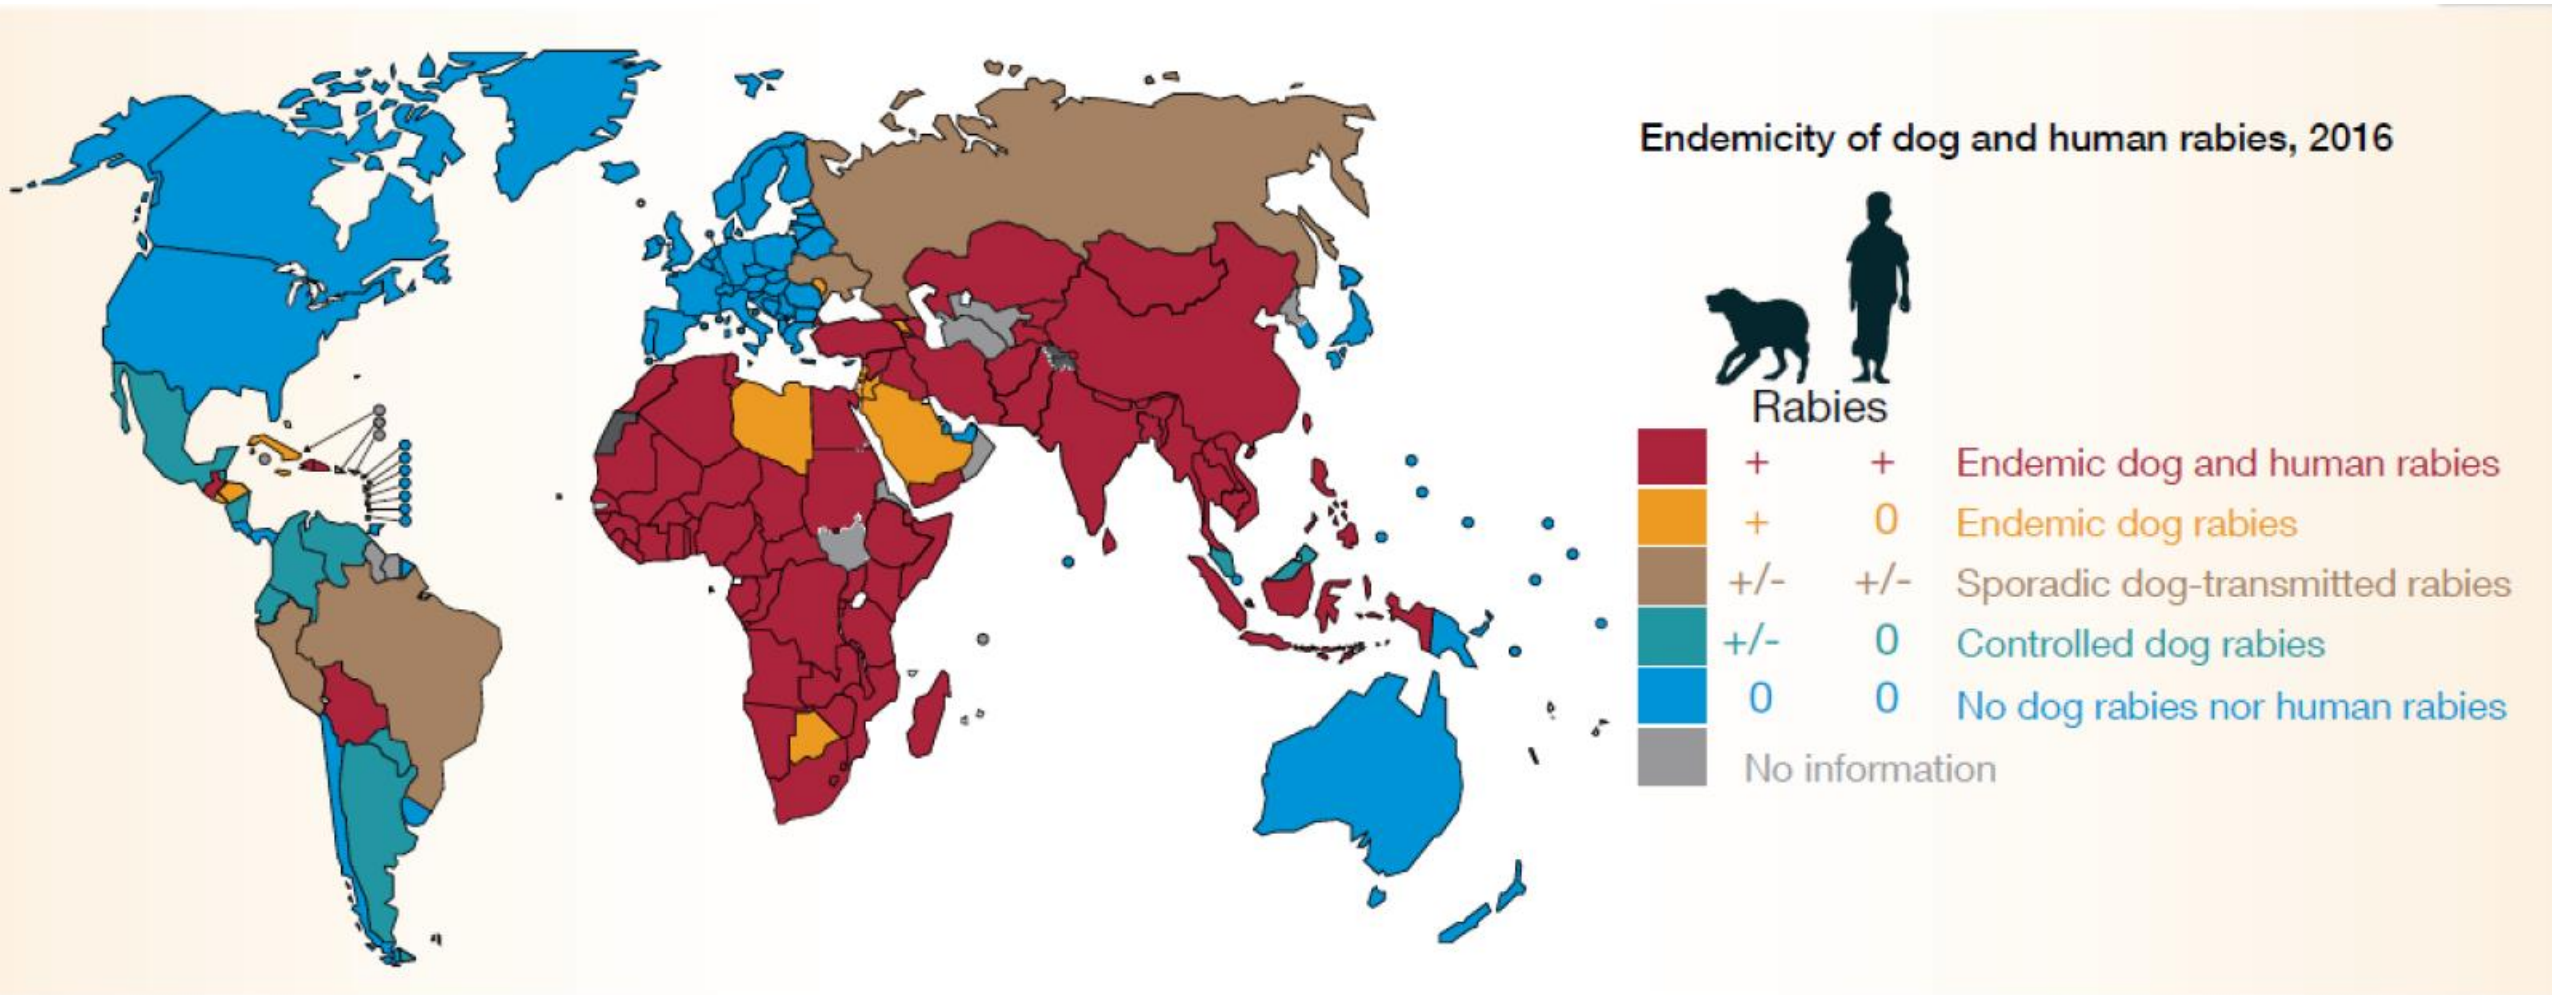 Endemicity of dog and human rabies, 2016
Rabies
+ + Endemic dog and human rabies
+ 0 Endemic dog rabies
+/- +/- Sporadic dog-transmitted rabies
+/- 0 Controlled dog rabies
0 0 No dog rabies nor human rabies
No information